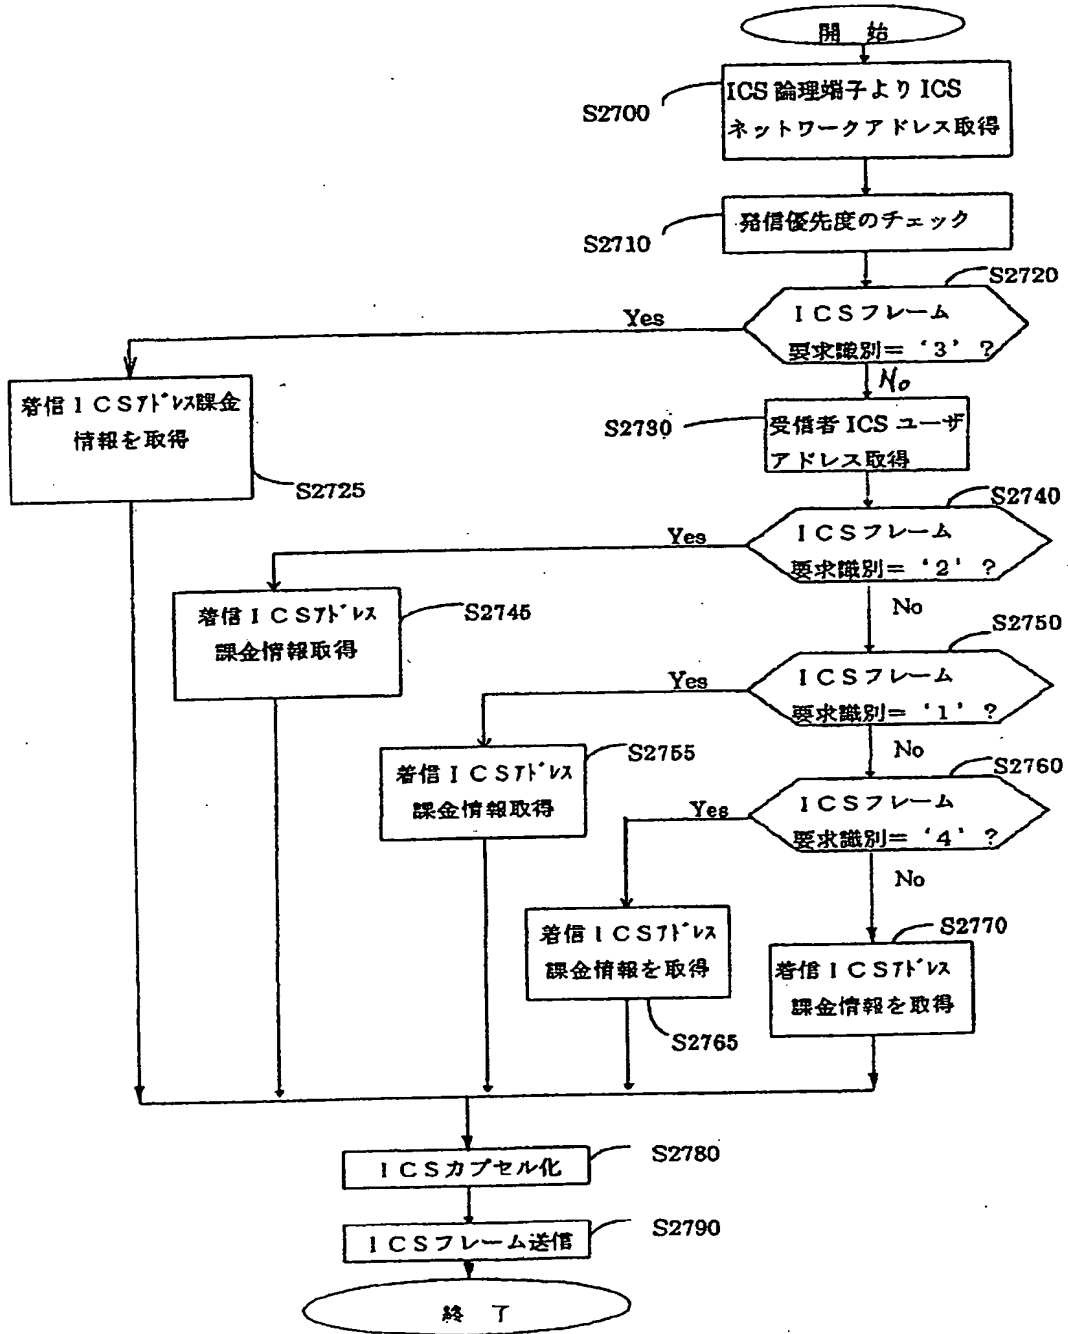 開 始
ICS論理端子よりICS
ネットワークアドレス取得
S2700
発信優先度のチェック
S2710
S2720
ICSフレーム
要求識別=‘3’?
Yes
No
着信ICSアドレス課金
情報を取得
S2725
S2730
受信者ICSユーザ
アドレス取得
S2740
ICSフレーム
要求識別=‘2’?
Yes
No
着信ICSアドレス
課金情報取得
S2745
S2750
ICSフレーム
要求識別=‘1’?
Yes
No
着信ICSアドレス
課金情報取得
S2755
S2760
ICSフレーム
要求識別=‘4’?
Yes
No
着信ICSアドレス
課金情報を取得
S2765
S2770
着信ICSアドレス
課金情報を取得
ICSカプセル化
S2780
ICSフレーム送信
S2790
終 了